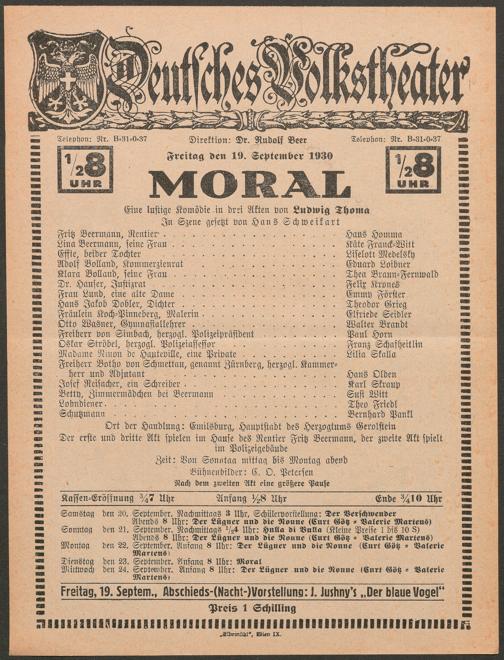 Deutsches Volkstheater
Telephon: Nr. B-31-0-37 Direktion: Dr. Rudolf Beer Telephon: Nr. B-31-0-37
Freitag den 19. September 1930
1/2 8 UHR 1/2 8 UHR
MORAL
Eine lustige Komödie in drei Akten von Ludwig Thoma
In Szene gesetzt von Hans Schweikart
Fritz Beermann, Rentier Hans Homma
Lina Beermann, seine Frau Käte Franck-Witt
Effie, beider Tochter Liselott Medelsky
Adolf Bolland, Kommerzienrat Eduard Loibner
Klara Bolland, seine Frau Thea Braun-Fernwald
Dr. Hauser, Justizrat Felix Krones
Frau Lund, eine alte Dame Emmy Förster
Hans Jakob Dobler, Dichter Theodor Grieg
Fräulein Koch-Pinneberg, Malerin Elfriede Seidler
Otto Wasner, Gymnasiallehrer Walter Brandt
Freiherr von Simbach, herzogl. Polizeipräsident Paul Horn
Oskar Ströbel, herzogl. Polizeiassessor Franz Schafheitlin
Madame Ninon de Hauteville, eine Private Lilia Skalla
Freiherr Botho von Schmettau, genannt Zürnberg, herzogl. Kammer-
herr und Adjutant Hans Olden
Josef Reisacher, ein Schreiber Karl Skraup
Betty, Zimmermädchen bei Beermann Susi Witt
Lohndiener Theo Friedl
Schutzmann Bernhard Pankl
Ort der Handlung: Emilsburg, Hauptstadt des Herzogtums Gerolstein
Der erste und dritte Akt spielen im Hause des Rentier Fritz Beermann, der zweite Akt spielt
im Polizeigebäude
Zeit: Von Sonntag mittag bis Montag abend
Bühnenbilder: C. O. Petersen
Nach dem zweiten Akt eine größere Pause
Kassen-Eröffnung 3/4 7 Uhr Anfang 1/2 8 Uhr Ende 3/4 10 Uhr
Samstag den 20. September, Nachmittags 3 Uhr, Schülervorstellung: Der Verschwender
Abends 8 Uhr: Der Lügner und die Nonne (Curt Götz - Valerie Martens)
Sonntag den 21. September, Nachmittags 1/4 4 Uhr: Hulla di Bulla (Kleine Preise 1 bis 10 S)
Abends 8 Uhr: Der Lügner und die Nonne (Curt Götz - Valerie Martens)
Montag den 22. September, Anfang 8 Uhr: Der Lügner und die Nonne (Curt Götz - Valerie
Martens)
Dienstag den 23. September, Anfang 8 Uhr: Moral
Mittwoch den 24. September, Anfang 8 Uhr: Der Lügner und die Nonne (Curt Götz - Valerie
Martens)
Freitag, 19. Septem., Abschieds-(Nacht-)Vorstellung: J. Jushny's „Der blaue Vogel"
Preis 1 Schilling
„Elbemühl", Wien IX.